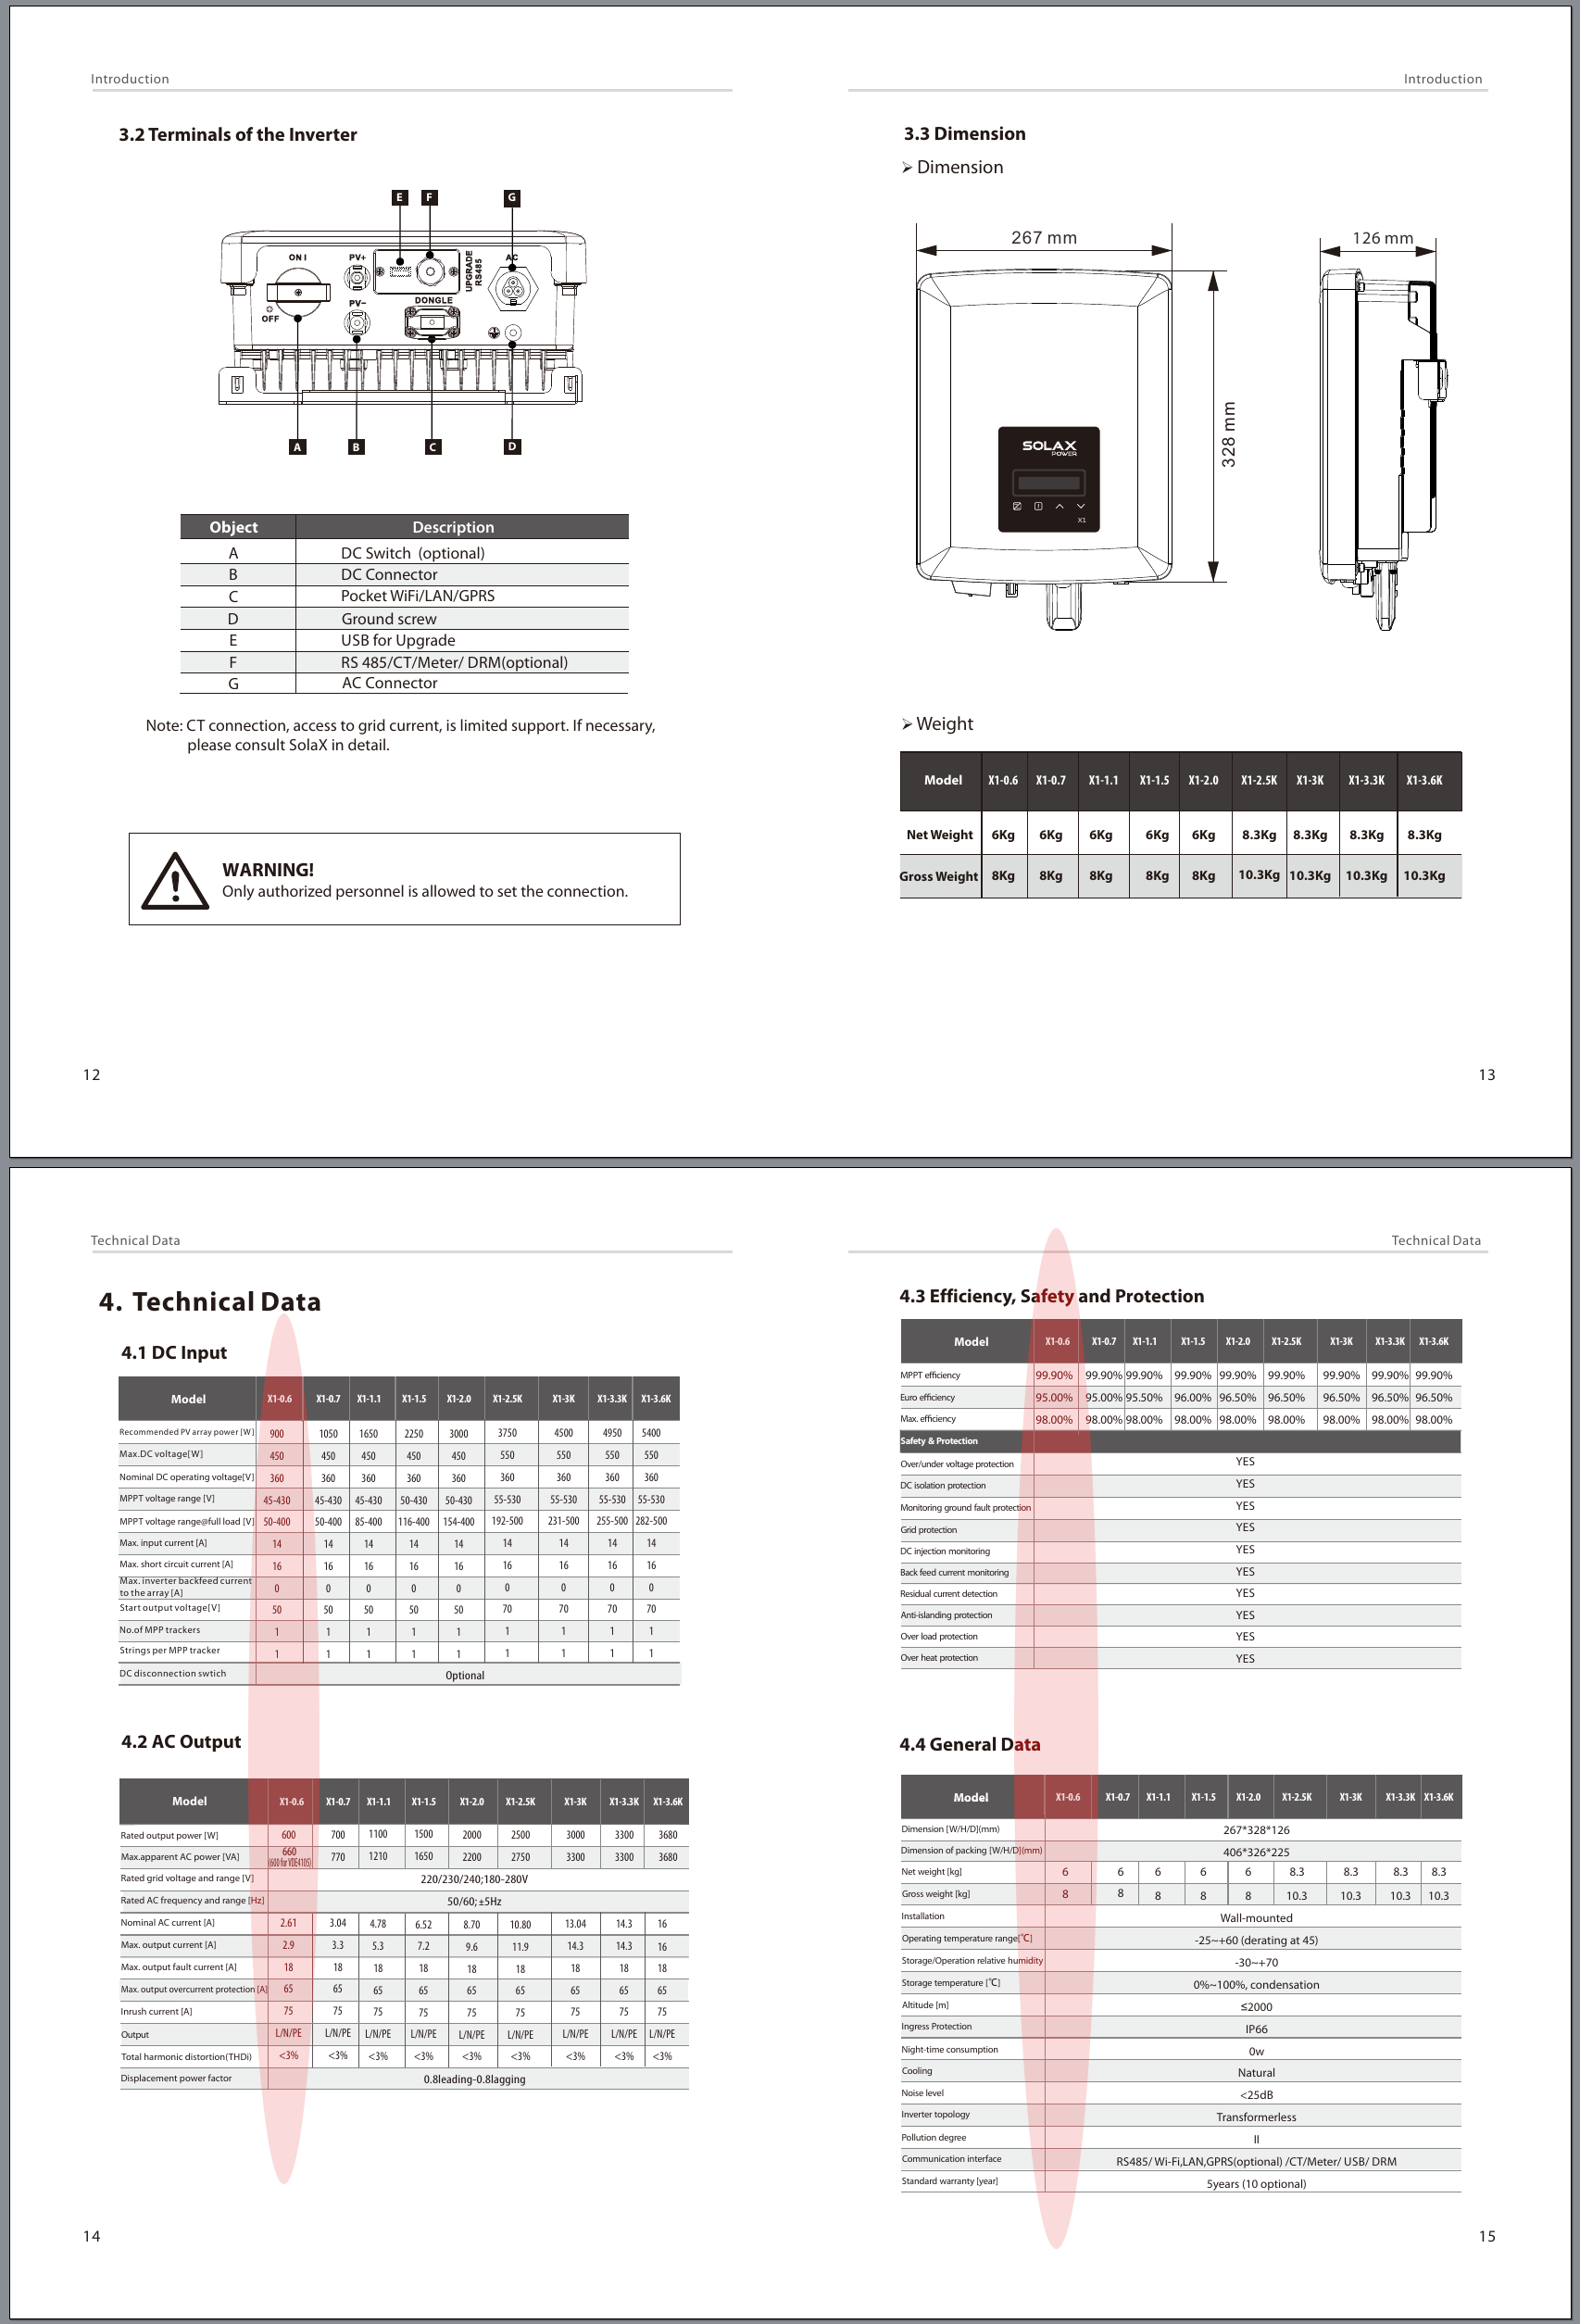 Introduction
3.2 Terminals of the Inverter
E F G
ON I
OFF
PV+
PV−
UPGRADE
RS485
DONGLE
AC
A B C D
Object Description
A DC Switch (optional)
B DC Connector
C Pocket WiFi/LAN/GPRS
D Ground screw
E USB for Upgrade
F RS 485/CT/Meter/ DRM(optional)
G AC Connector
Note: CT connection, access to grid current, is limited support. If necessary,
please consult SolaX in detail.
WARNING!
Only authorized personnel is allowed to set the connection.
12
Introduction
3.3 Dimension
➢ Dimension
267 mm
126 mm
328 mm
SOLAX
POWER
X1
➢ Weight
Model X1-0.6 X1-0.7 X1-1.1 X1-1.5 X1-2.0 X1-2.5K X1-3K X1-3.3K X1-3.6K
Net Weight 6Kg 6Kg 6Kg 6Kg 6Kg 8.3Kg 8.3Kg 8.3Kg 8.3Kg
Gross Weight 8Kg 8Kg 8Kg 8Kg 8Kg 10.3Kg 10.3Kg 10.3Kg 10.3Kg
13
Technical Data
4. Technical Data
4.1 DC Input
Model X1-0.6 X1-0.7 X1-1.1 X1-1.5 X1-2.0 X1-2.5K X1-3K X1-3.3K X1-3.6K
Recommended PV array power [W] 900 1050 1650 2250 3000 3750 4500 4950 5400
Max.DC voltage[W] 450 450 450 450 450 550 550 550 550
Nominal DC operating voltage[V] 360 360 360 360 360 360 360 360 360
MPPT voltage range [V] 45-430 45-430 45-430 50-430 50-430 55-530 55-530 55-530 55-530
MPPT voltage range@full load [V] 50-400 50-400 85-400 116-400 154-400 192-500 231-500 255-500 282-500
Max. input current [A] 14 14 14 14 14 14 14 14 14
Max. short circuit current [A] 16 16 16 16 16 16 16 16 16
Max. inverter backfeed current
to the array [A] 0 0 0 0 0 0 0 0 0
Start output voltage[V] 50 50 50 50 50 70 70 70 70
No.of MPP trackers 1 1 1 1 1 1 1 1 1
Strings per MPP tracker 1 1 1 1 1 1 1 1 1
DC disconnection swtich Optional
4.2 AC Output
Model X1-0.6 X1-0.7 X1-1.1 X1-1.5 X1-2.0 X1-2.5K X1-3K X1-3.3K X1-3.6K
Rated output power [W] 600 700 1100 1500 2000 2500 3000 3300 3680
Max.apparent AC power [VA] 660 770 1210 1650 2200 2750 3300 3300 3680
(600 for VDE4105)
Rated grid voltage and range [V] 220/230/240;180-280V
Rated AC frequency and range [Hz] 50/60; ±5Hz
Nominal AC current [A] 2.61 3.04 4.78 6.52 8.70 10.80 13.04 14.3 16
Max. output current [A] 2.9 3.3 5.3 7.2 9.6 11.9 14.3 14.3 16
Max. output fault current [A] 18 18 18 18 18 18 18 18 18
Max. output overcurrent protection [A] 65 65 65 65 65 65 65 65 65
Inrush current [A] 75 75 75 75 75 75 75 75 75
Output L/N/PE L/N/PE L/N/PE L/N/PE L/N/PE L/N/PE L/N/PE L/N/PE L/N/PE
Total harmonic distortion(THDi) <3% <3% <3% <3% <3% <3% <3% <3% <3%
Displacement power factor 0.8leading-0.8lagging
14
Technical Data
4.3 Efficiency, Safety and Protection
Model X1-0.6 X1-0.7 X1-1.1 X1-1.5 X1-2.0 X1-2.5K X1-3K X1-3.3K X1-3.6K
MPPT efficiency 99.90% 99.90% 99.90% 99.90% 99.90% 99.90% 99.90% 99.90% 99.90%
Euro efficiency 95.00% 95.00% 95.50% 96.00% 96.50% 96.50% 96.50% 96.50% 96.50%
Max. efficiency 98.00% 98.00% 98.00% 98.00% 98.00% 98.00% 98.00% 98.00% 98.00%
Safety & Protection
Over/under voltage protection YES
DC isolation protection YES
Monitoring ground fault protection YES
Grid protection YES
DC injection monitoring YES
Back feed current monitoring YES
Residual current detection YES
Anti-islanding protection YES
Over load protection YES
Over heat protection YES
4.4 General Data
Model X1-0.6 X1-0.7 X1-1.1 X1-1.5 X1-2.0 X1-2.5K X1-3K X1-3.3K X1-3.6K
Dimension [W/H/D](mm) 267*328*126
Dimension of packing [W/H/D](mm) 406*326*225
Net weight [kg] 6 6 6 6 6 8.3 8.3 8.3 8.3
Gross weight [kg] 8 8 8 8 8 10.3 10.3 10.3 10.3
Installation Wall-mounted
Operating temperature range[℃] -25~+60 (derating at 45)
Storage/Operation relative humidity -30~+70
Storage temperature [℃] 0%~100%, condensation
Altitude [m] ≤2000
Ingress Protection IP66
Night-time consumption 0w
Cooling Natural
Noise level <25dB
Inverter topology Transformerless
Pollution degree II
Communication interface RS485/ Wi-Fi,LAN,GPRS(optional) /CT/Meter/ USB/ DRM
Standard warranty [year] 5years (10 optional)
15